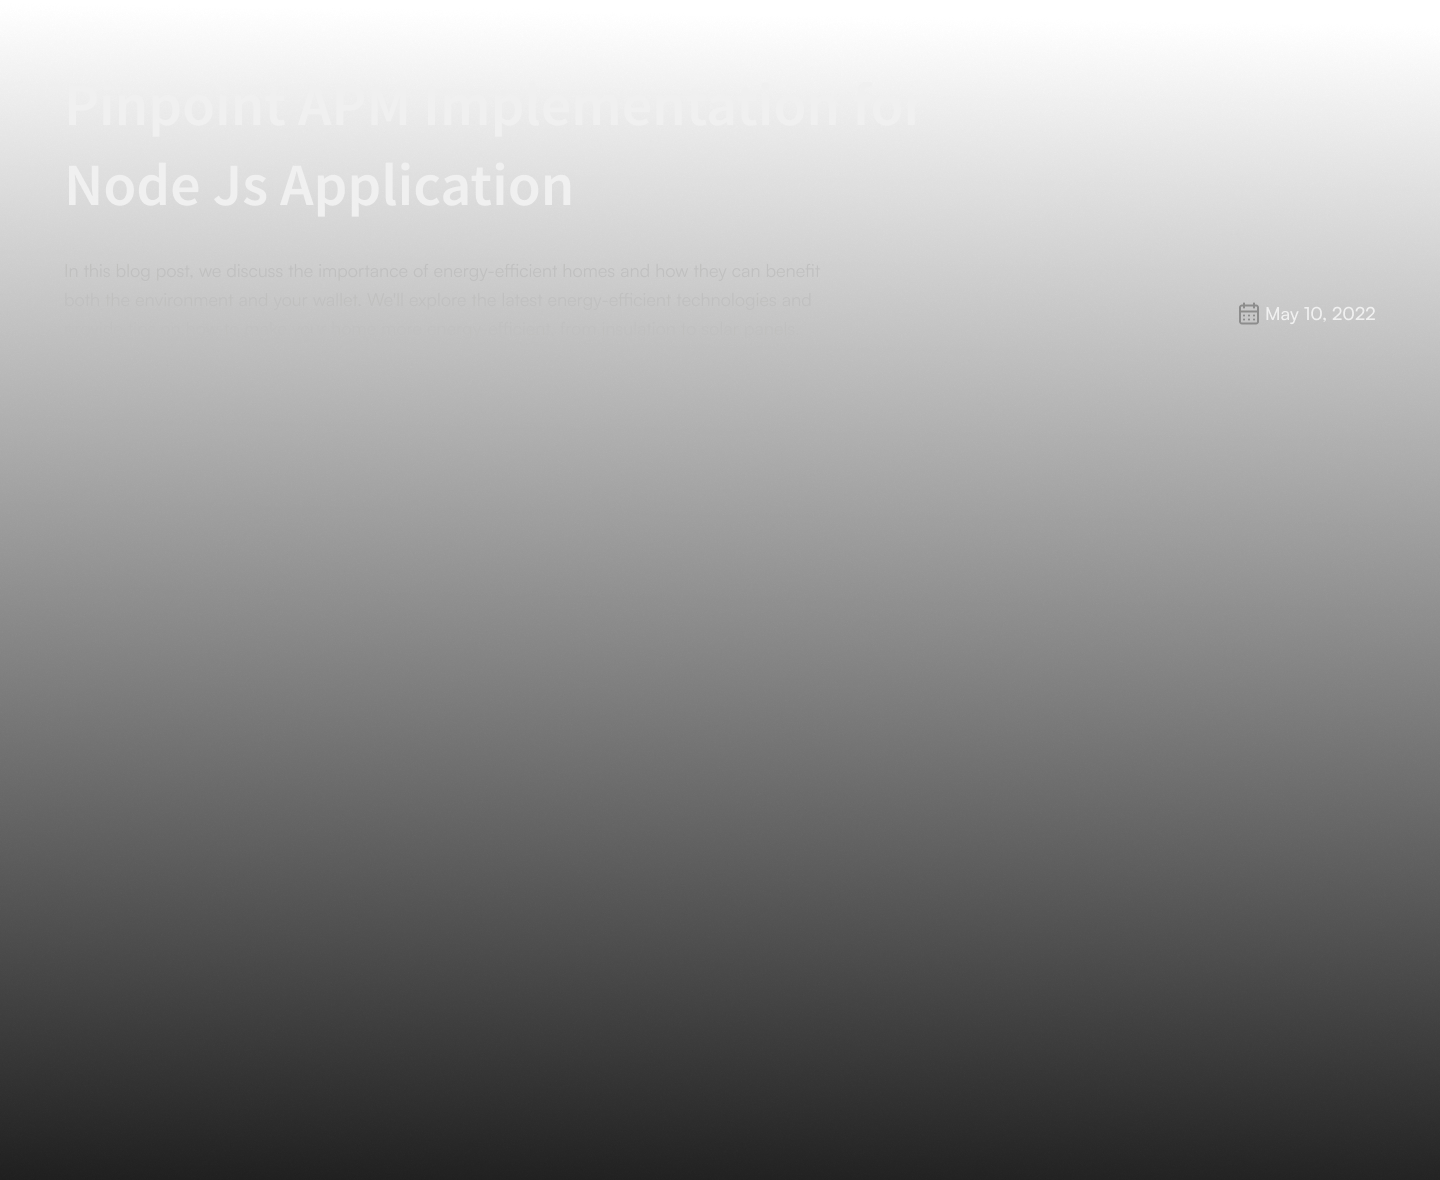 Pinpoint APM Implementation for
Node Js Application
In this blog post, we discuss the importance of energy-efficient homes and how they can benefit
both the environment and your wallet. We'll explore the latest energy-efficient technologies and
May 10, 2022